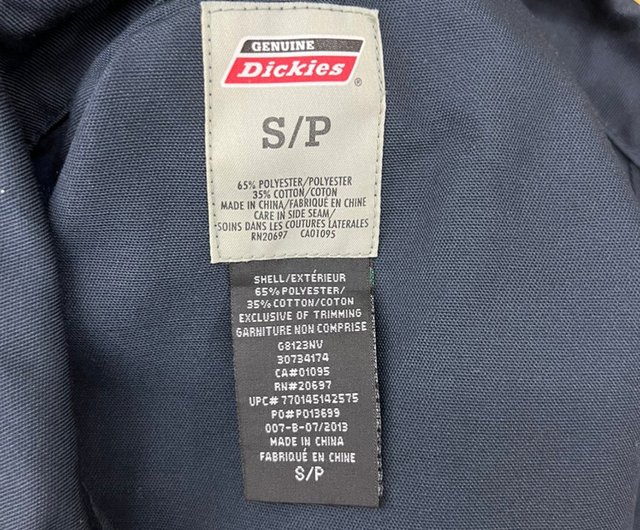 GENUINE
Dickies
®
S/P
65% POLYESTER/POLYESTER
35% COTTON/COTON
MADE IN CHINA/FABRIQUÉ EN CHINE
CARE IN SIDE SEAM/
SOINS DANS LES COUTURES LATERALES
RN20697 CA01095
SHELL/EXTÉRIEUR
65% POLYESTER/
35% COTTON/COTON
EXCLUSIVE OF TRIMMING
GARNITURE NON COMPRISE
G8123NV
30734174
CA#01095
RN#20697
UPC# 770145142575
PO#P013699
007-B-07/2013
MADE IN CHINA
FABRIQUÉ EN CHINE
S/P